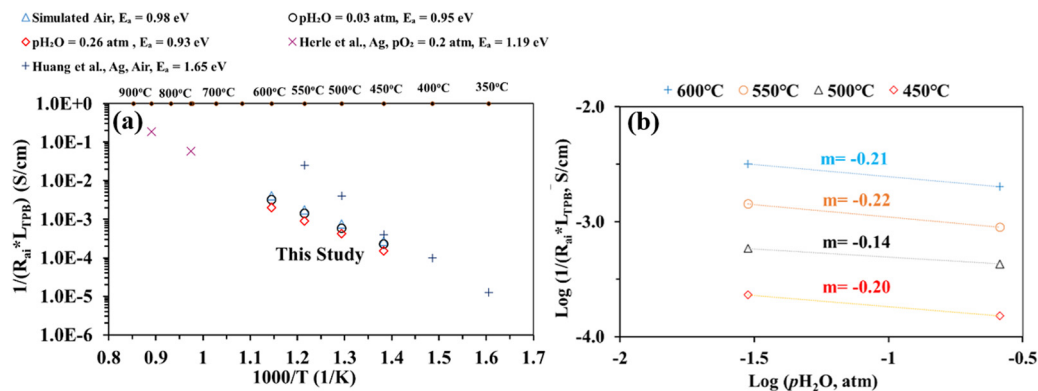 Simulated Air, Eₐ = 0.98 eV
pH₂O = 0.03 atm, Eₐ = 0.95 eV
pH₂O = 0.26 atm , Eₐ = 0.93 eV
Herle et al., Ag, pO₂ = 0.2 atm, Eₐ = 1.19 eV
Huang et al., Ag, Air, Eₐ = 1.65 eV
900°C 800°C 700°C 600°C 550°C 500°C 450°C 400°C 350°C
(a)
1.0E+0
1.0E-1
1.0E-2
1.0E-3
1.0E-4
1.0E-5
1.0E-6
This Study
0.8 0.9 1 1.1 1.2 1.3 1.4 1.5 1.6 1.7
1000/T (1/K)
1/(Rₐᵢ*L_TPB) (S/cm)
600°C 550°C 500°C 450°C
(b)
-2.0
-3.0
-4.0
m= -0.21
m= -0.22
m= -0.14
m= -0.20
-2 -1.5 -1 -0.5
Log (pH₂O, atm)
Log (1/(Rₐᵢ*L_TPB, S/cm)